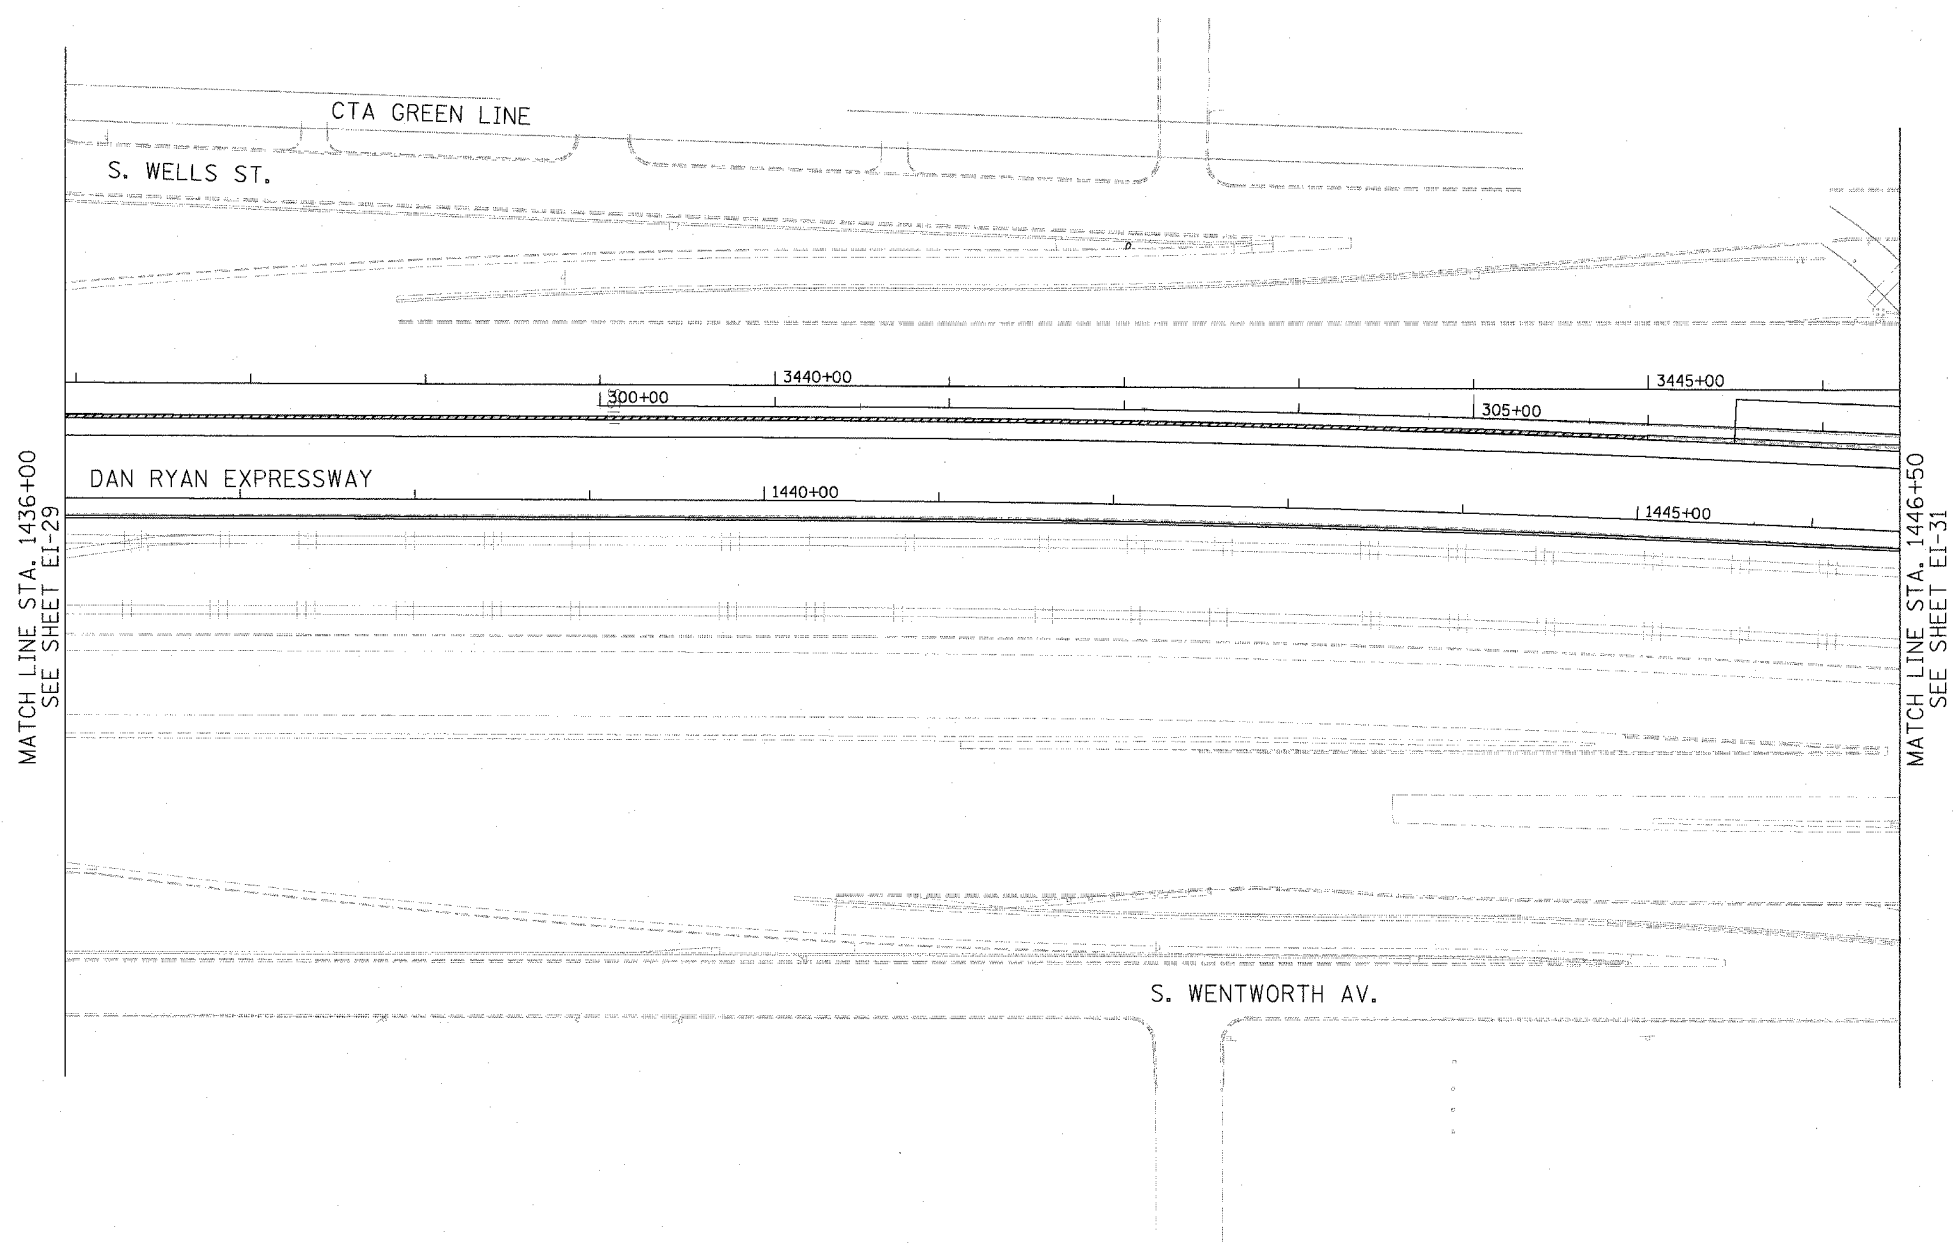 CTA GREEN LINE
S. WELLS ST.
3440+00
3445+00
300+00
305+00
DAN RYAN EXPRESSWAY
1440+00
1445+00
MATCH LINE STA. 1436+00
SEE SHEET EI-29
MATCH LINE STA. 1446+50
SEE SHEET EI-31
S. WENTWORTH AV.